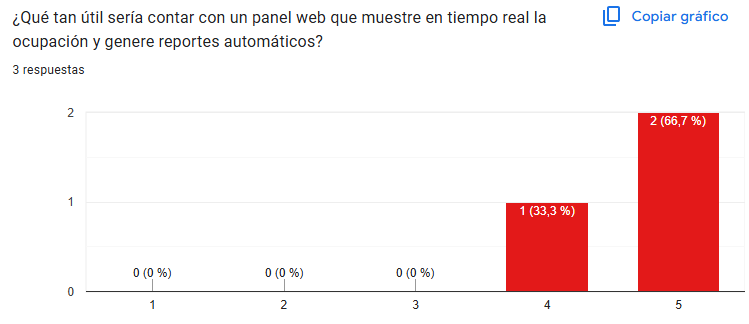 ¿Qué tan útil sería contar con un panel web que muestre en tiempo real la
ocupación y genere reportes automáticos?
Copiar gráfico
3 respuestas
2
1
0
0 (0 %)
0 (0 %)
0 (0 %)
1 (33,3 %)
2 (66,7 %)
1
2
3
4
5